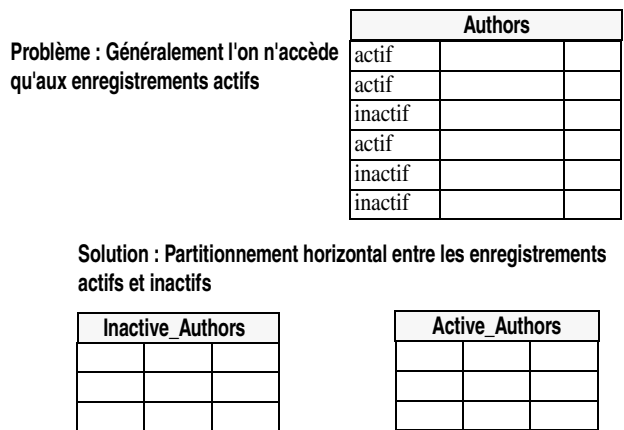 Authors
Problème : Généralement l'on n'accède
qu'aux enregistrements actifs
actif
actif
inactif
actif
inactif
inactif
Solution : Partitionnement horizontal entre les enregistrements
actifs et inactifs
Inactive_Authors
Active_Authors